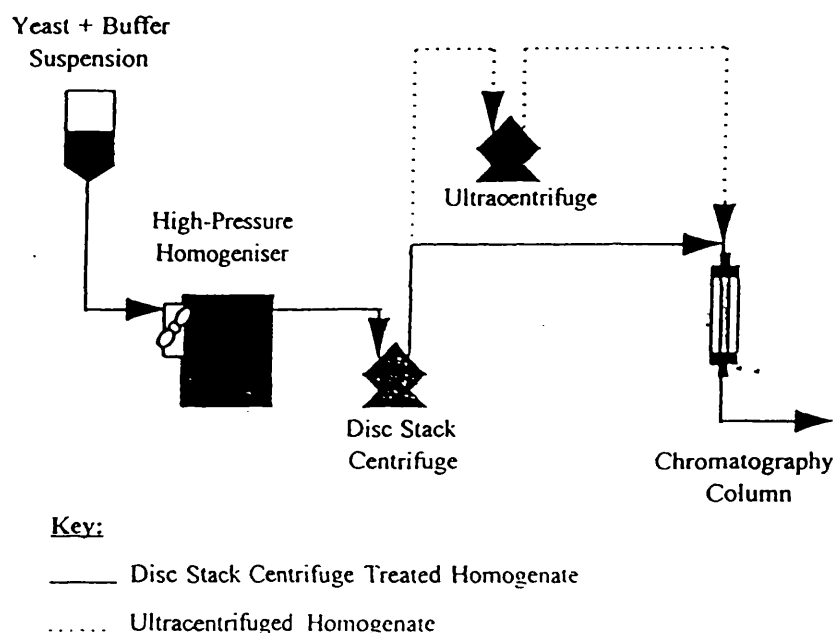 Yeast + Buffer
Suspension
High-Pressure
Homogeniser
Ultracentrifuge
Disc Stack
Centrifuge
Chromatography
Column
Key:
Disc Stack Centrifuge Treated Homogenate
Ultracentrifuged Homogenate